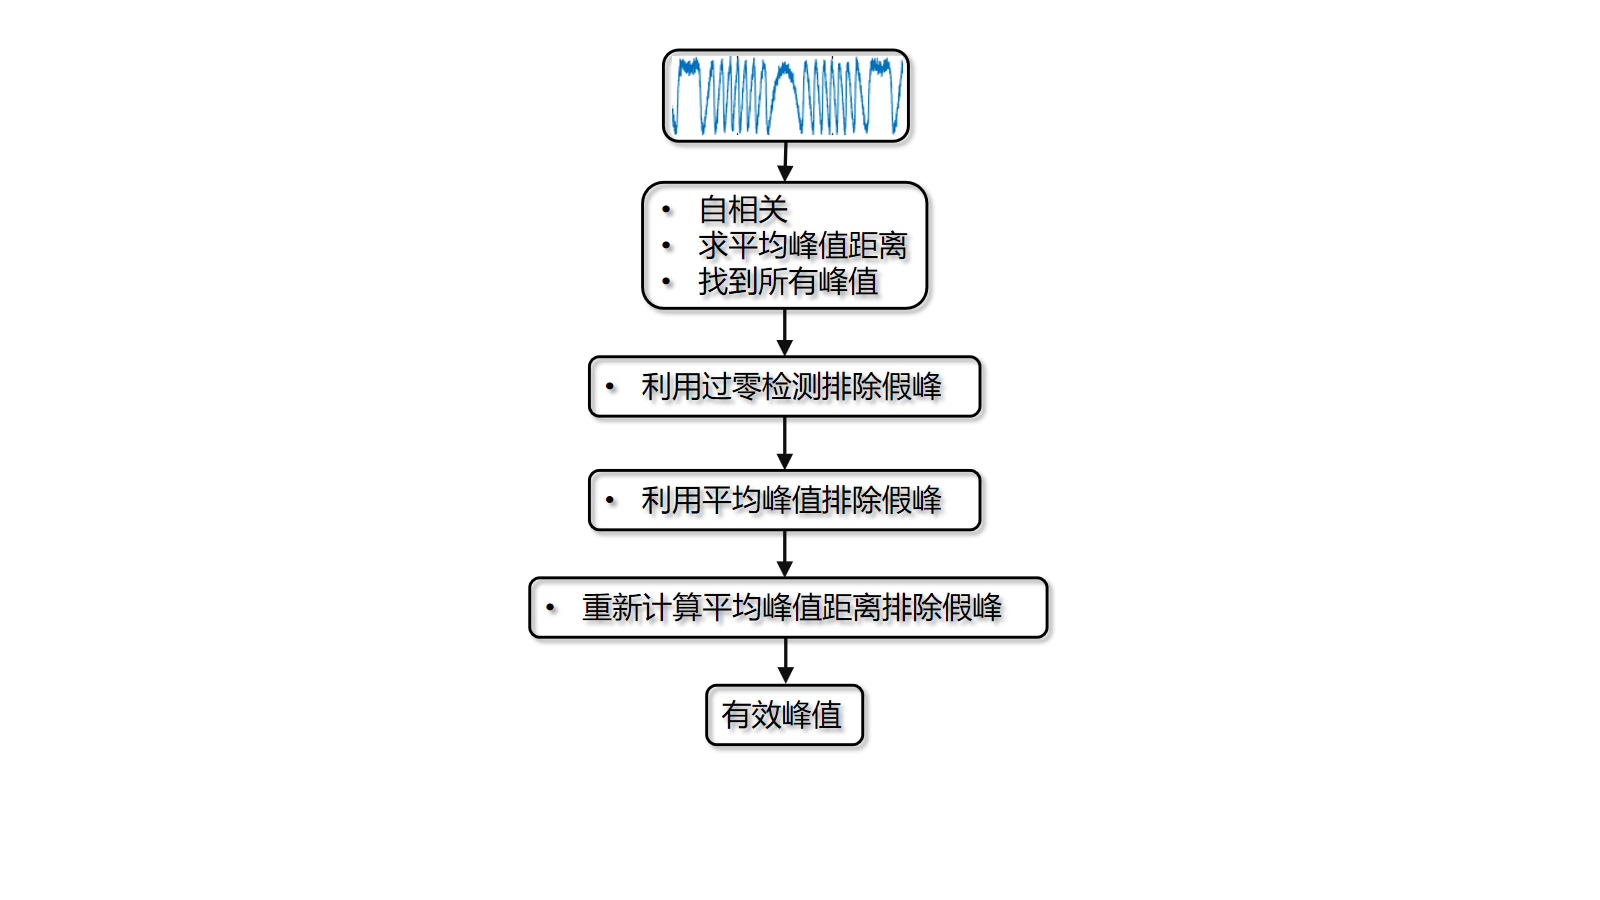 • 自相关
• 求平均峰值距离
• 找到所有峰值
• 利用过零检测排除假峰
• 利用平均峰值排除假峰
• 重新计算平均峰值距离排除假峰
有效峰值